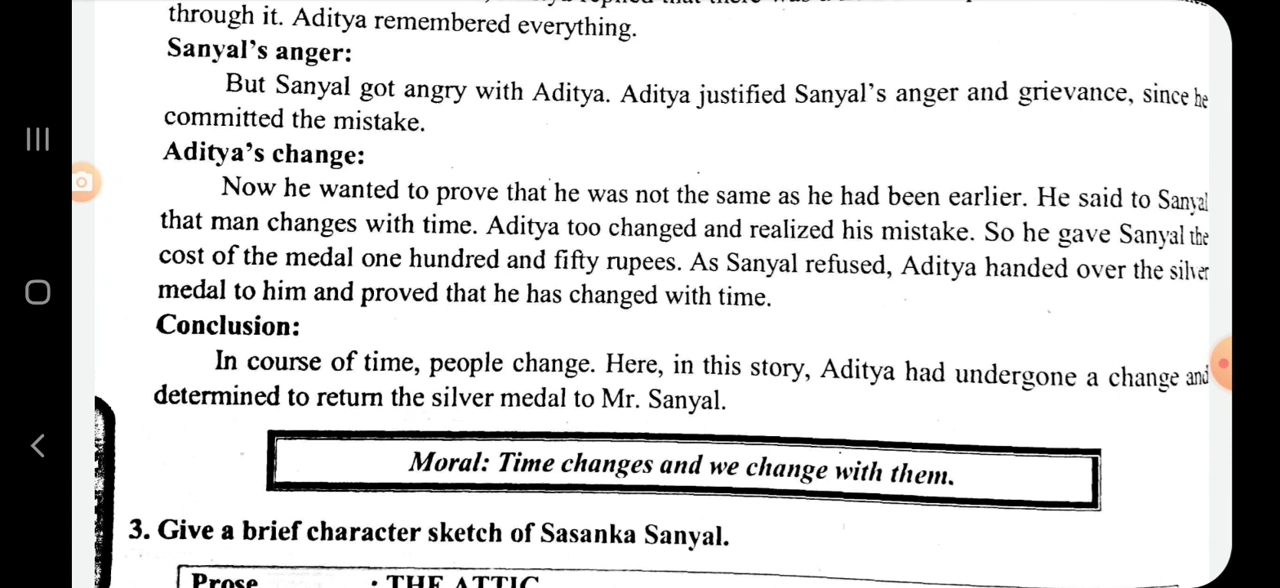 through it. Aditya remembered everything.
Sanyal's anger:
But Sanyal got angry with Aditya. Aditya justified Sanyal's anger and grievance, since he
committed the mistake.
Aditya's change:
Now he wanted to prove that he was not the same as he had been earlier. He said to Sanyal
that man changes with time. Aditya too changed and realized his mistake. So he gave Sanyal the
cost of the medal one hundred and fifty rupees. As Sanyal refused, Aditya handed over the silver
medal to him and proved that he has changed with time.
Conclusion:
In course of time, people change. Here, in this story, Aditya had undergone a change and
determined to return the silver medal to Mr. Sanyal.
Moral: Time changes and we change with them.
3. Give a brief character sketch of Sasanka Sanyal.
Prose : THE ATTIC